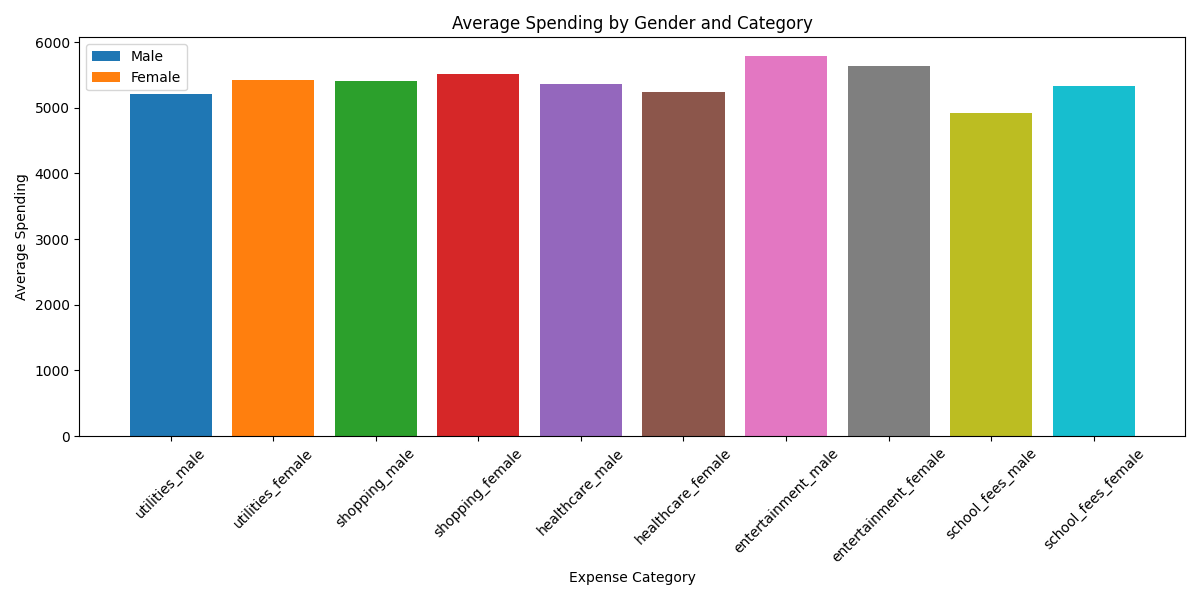 Average Spending by Gender and Category
Male
Female
Average Spending
6000
5000
4000
3000
2000
1000
0
utilities_male
utilities_female
shopping_male
shopping_female
healthcare_male
healthcare_female
entertainment_male
entertainment_female
school_fees_male
school_fees_female
Expense Category